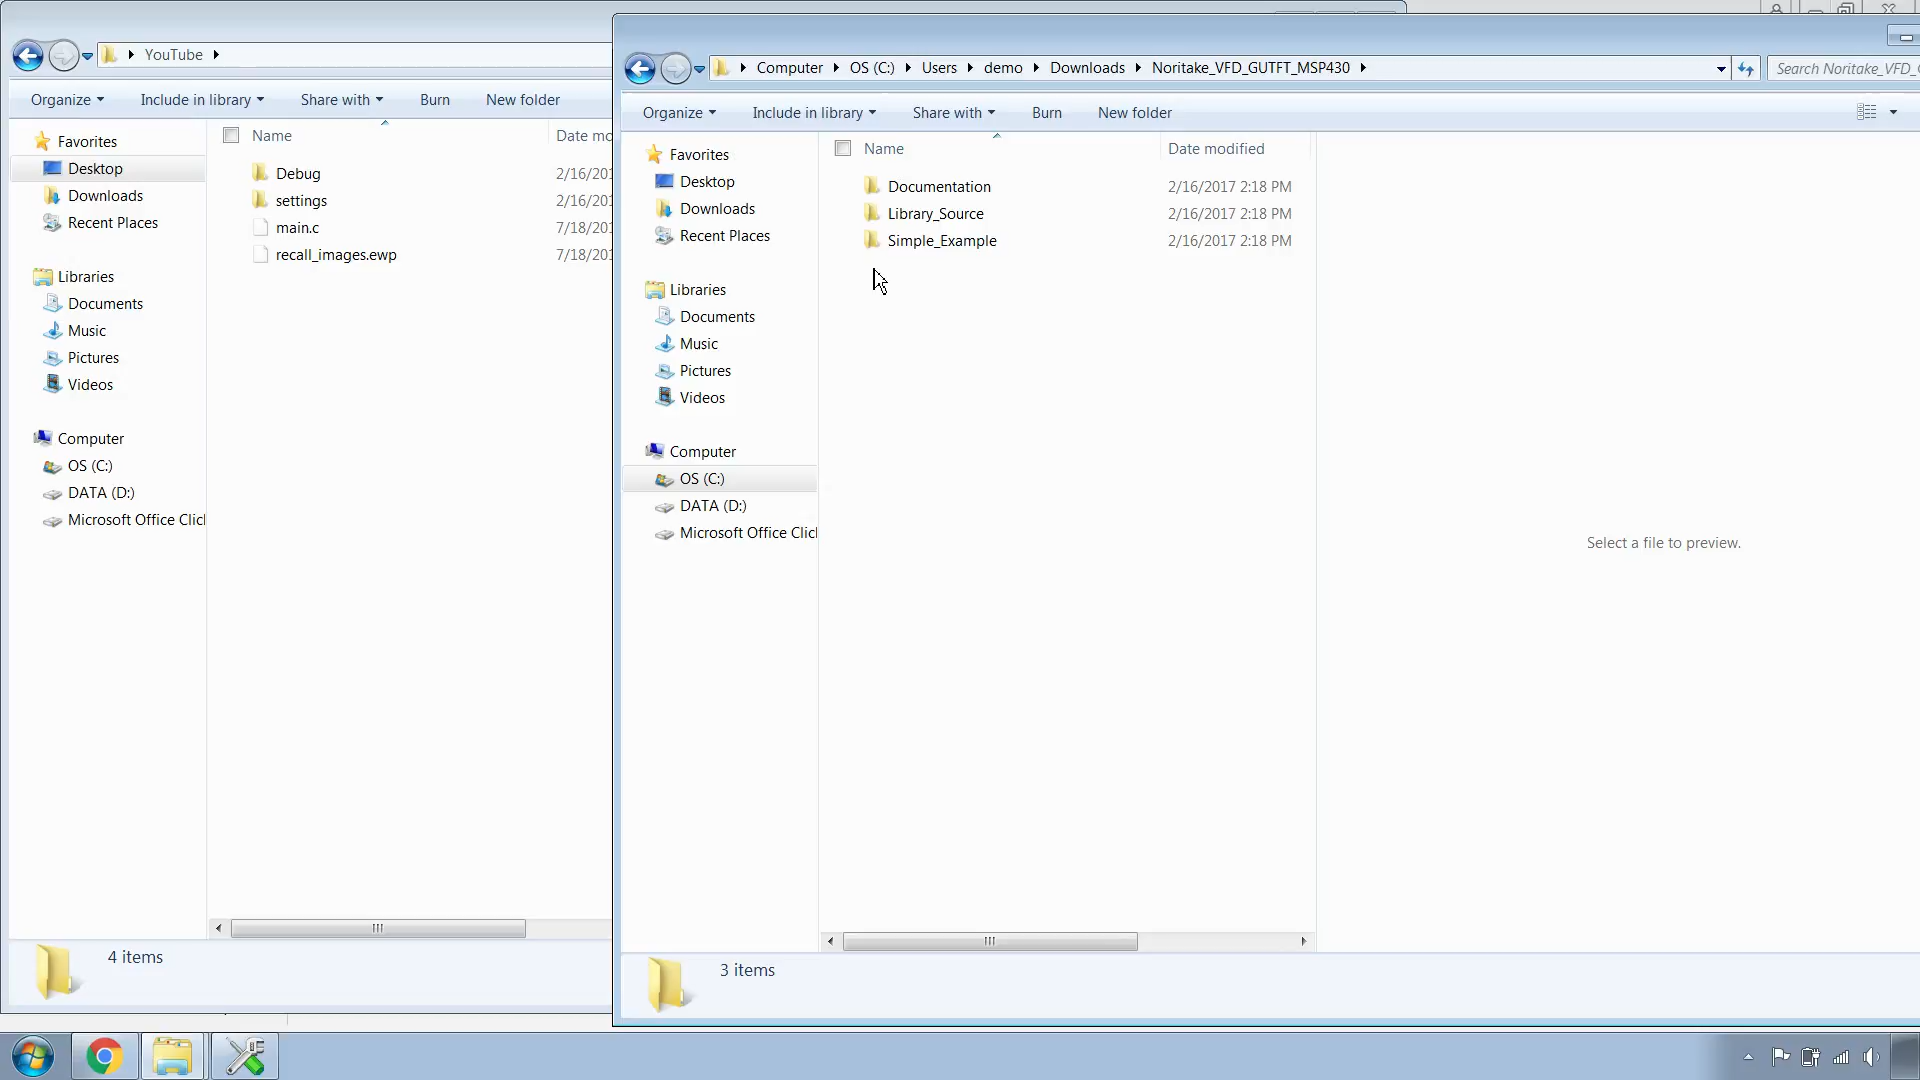 YouTube
Organize Include in library Share with Burn New folder
Favorites
Desktop
Downloads
Recent Places
Libraries
Documents
Music
Pictures
Videos
Computer
OS (C:)
DATA (D:)
Microsoft Office Clic
Name Date mo
Debug 2/16/201
settings 2/16/201
main.c 7/18/201
recall_images.ewp 7/18/201
4 items
Computer OS (C:) Users demo Downloads Noritake_VFD_GUTFT_MSP430
Search Noritake_VFD_
Organize Include in library Share with Burn New folder
Favorites
Desktop
Downloads
Recent Places
Libraries
Documents
Music
Pictures
Videos
Computer
OS (C:)
DATA (D:)
Microsoft Office Clic
Name Date modified
Documentation 2/16/2017 2:18 PM
Library_Source 2/16/2017 2:18 PM
Simple_Example 2/16/2017 2:18 PM
Select a file to preview.
3 items